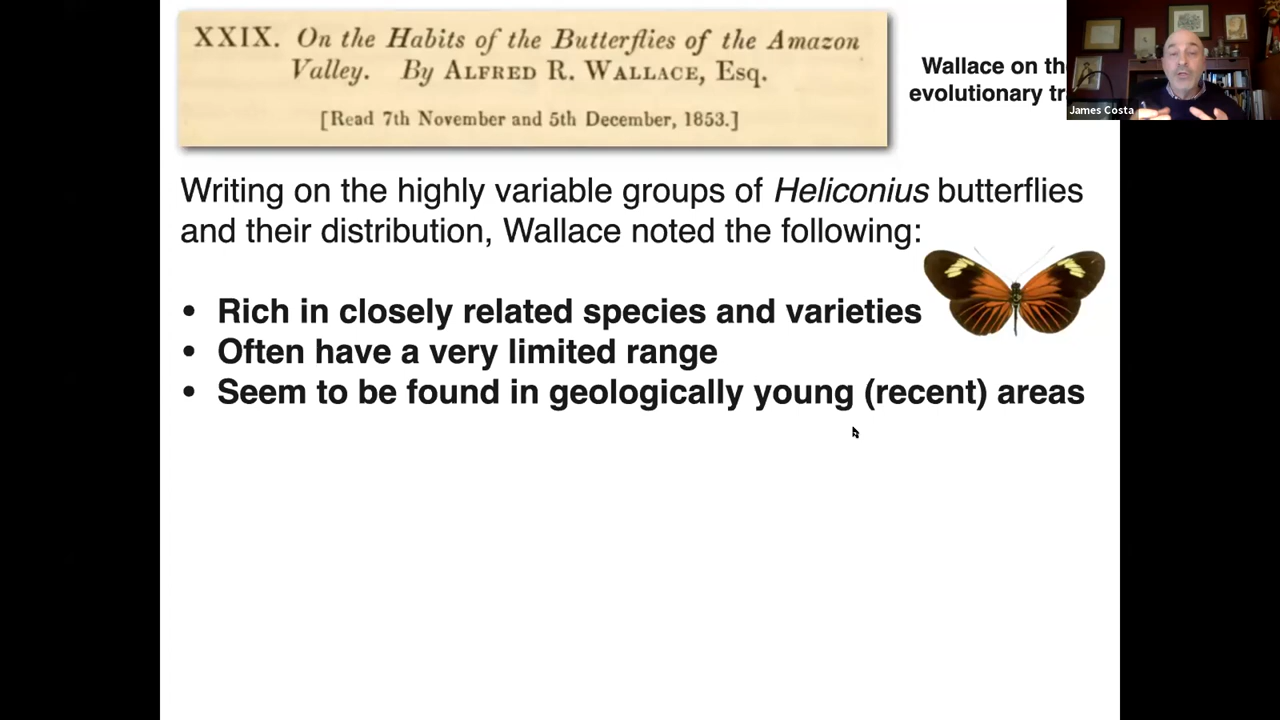 XXIX. On the Habits of the Butterflies of the Amazon
Valley. By ALFRED R. WALLACE, Esq.
[Read 7th November and 5th December, 1853.]
Wallace on
evolutionary
James Costa
Writing on the highly variable groups of Heliconius butterflies
and their distribution, Wallace noted the following:
• Rich in closely related species and varieties
• Often have a very limited range
• Seem to be found in geologically young (recent) areas